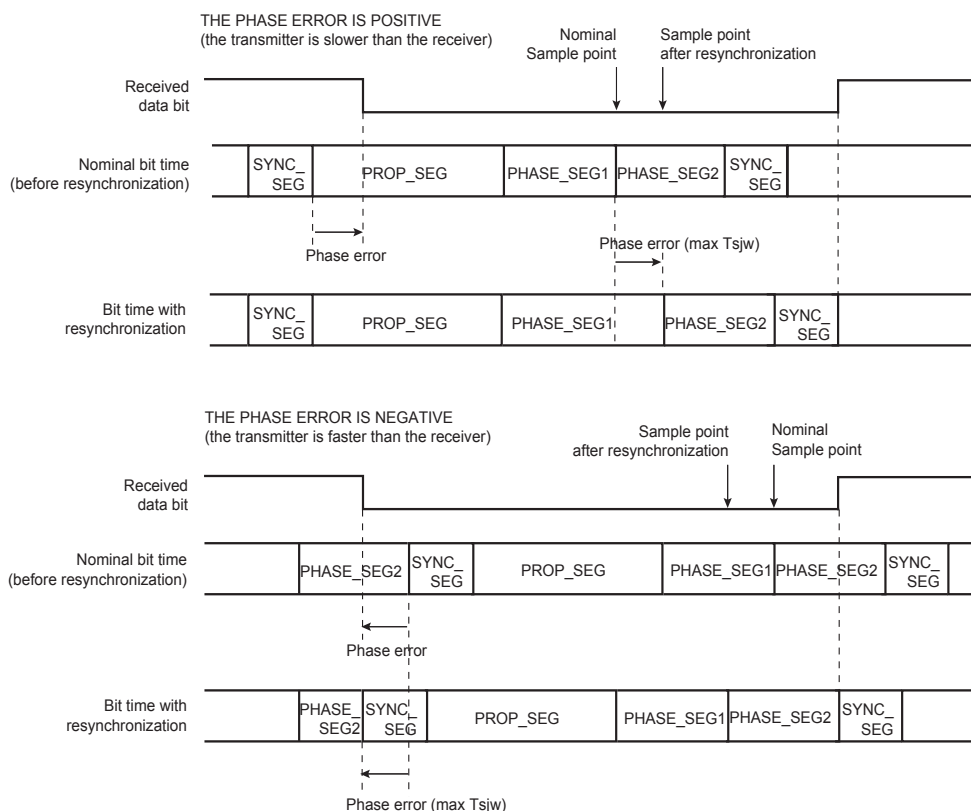 THE PHASE ERROR IS POSITIVE
(the transmitter is slower than the receiver)
Nominal
Sample point
Sample point
after resynchronization
Received
data bit
Nominal bit time
(before resynchronization)
SYNC_
SEG
PROP_SEG
PHASE_SEG1
PHASE_SEG2
SYNC_
SEG
Phase error
Phase error (max Tsjw)
Bit time with
resynchronization
SYNC_
SEG
PROP_SEG
PHASE_SEG1
PHASE_SEG2
SYNC_
SEG
THE PHASE ERROR IS NEGATIVE
(the transmitter is faster than the receiver)
Sample point
after resynchronization
Nominal
Sample point
Received
data bit
Nominal bit time
(before resynchronization)
PHASE_SEG2
SYNC_
SEG
PROP_SEG
PHASE_SEG1
PHASE_SEG2
SYNC_
SEG
Phase error
Bit time with
resynchronization
PHASE_
SEG2
SYNC_
SEG
PROP_SEG
PHASE_SEG1
PHASE_SEG2
SYNC_
SEG
Phase error (max Tsjw)